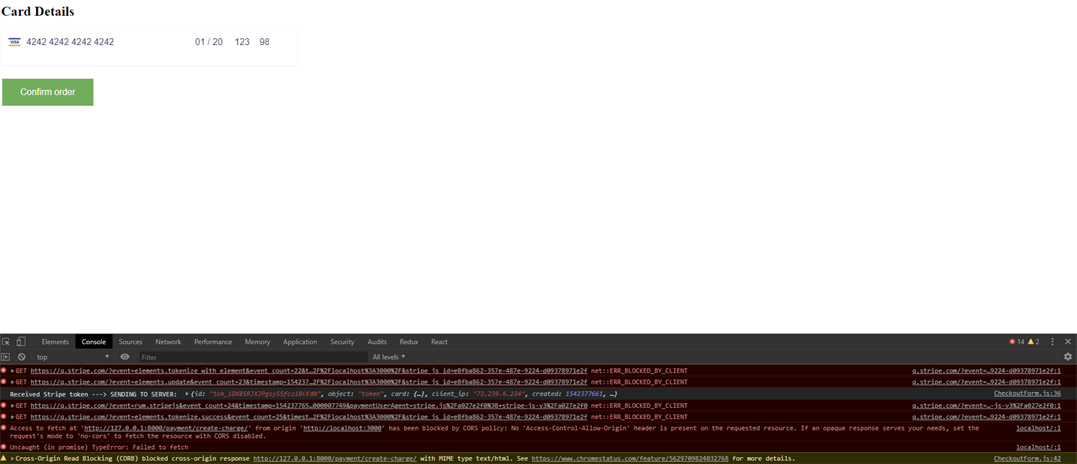 Card Details
VISA 4242 4242 4242 4242 01 / 20 123 98
Confirm order
Elements Console Sources Network Performance Memory Application Security Audits Redux React 14 2
top Filter All levels
GET https://q.stripe.com/?event=elements.tokenize_with_element&event_count=22&t…2F%2Flocalhost%3A3000%2F&stripe_js_id=e8fba862-357e-487e-9224-d09378971e2f net::ERR_BLOCKED_BY_CLIENT q.stripe.com/?event=…9224-d09378971e2f:1
GET https://q.stripe.com/?event=elements.update&event_count=23&timestamp=154237…2F%2Flocalhost%3A3000%2F&stripe_js_id=e8fba862-357e-487e-9224-d09378971e2f net::ERR_BLOCKED_BY_CLIENT q.stripe.com/?event=…9224-d09378971e2f:1
Received Stripe token ---> SENDING TO SERVER: {id: object: "token", card: {…}, client_ip: "73.239.6.234", created: 1542377661, …} CheckoutForm.js:36
GET https://q.stripe.com/?event=rum.stripejs&event_count=24&timestamp=154237765…000007749&paymentUserAgent=stripe.js%2Fa027e2f0%3B+stripe-js-v3%2Fa027e2f0 net::ERR_BLOCKED_BY_CLIENT q.stripe.com/?event=…-js-v3%2Fa027e2f0:1
GET https://q.stripe.com/?event=elements.tokenize.success&event_count=25&timest…2F%2Flocalhost%3A3000%2F&stripe_js_id=e8fba862-357e-487e-9224-d09378971e2f net::ERR_BLOCKED_BY_CLIENT q.stripe.com/?event=…9224-d09378971e2f:1
Access to fetch at 'http://127.0.0.1:8000/payment/create-charge/' from origin 'http://localhost:3000' has been blocked by CORS policy: No 'Access-Control-Allow-Origin' header is present on the requested resource. If an opaque response serves your needs, set the localhost/:1
request's mode to 'no-cors' to fetch the resource with CORS disabled.
Uncaught (in promise) TypeError: Failed to fetch localhost/:1
Cross-Origin Read Blocking (CORB) blocked cross-origin response http://127.0.0.1:8000/payment/create-charge/ with MIME type text/html. See https://www.chromestatus.com/feature/5629709824032768 for more details. CheckoutForm.js:42